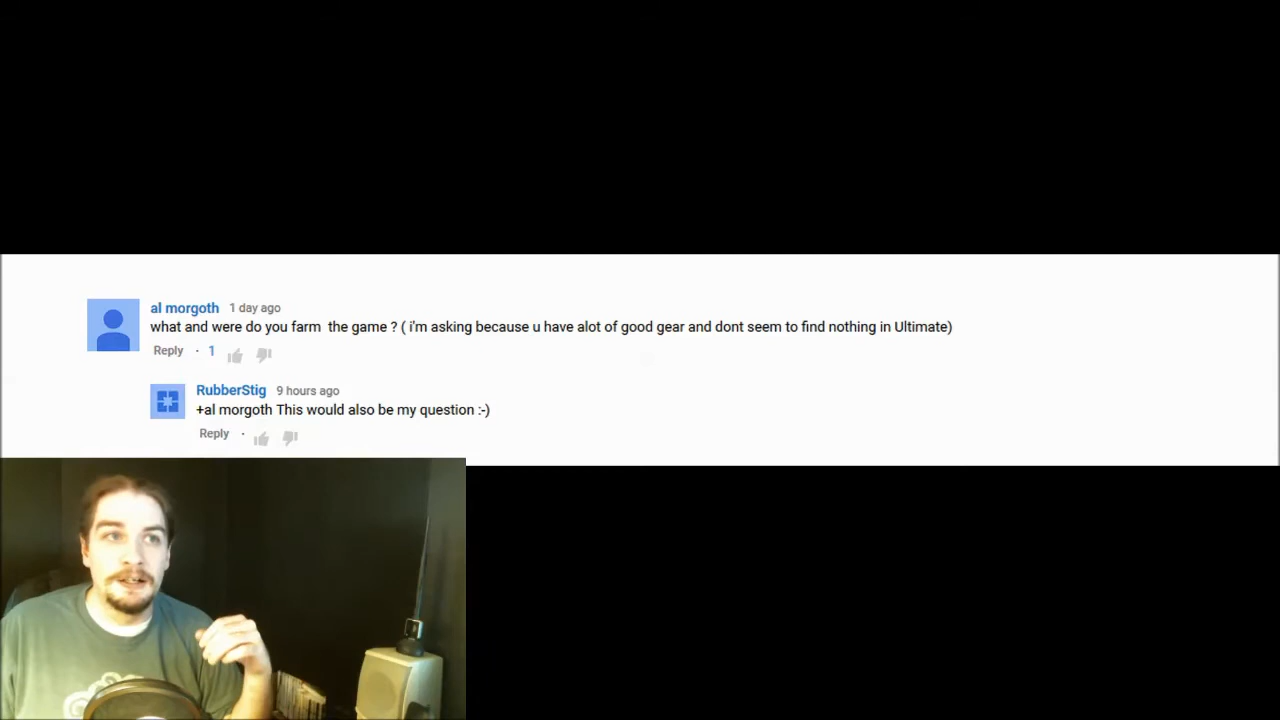 al morgoth 1 day ago
what and were do you farm  the game ? ( i'm asking because u have alot of good gear and dont seem to find nothing in Ultimate)
Reply · 1
RubberStig 9 hours ago
+al morgoth This would also be my question :-)
Reply ·